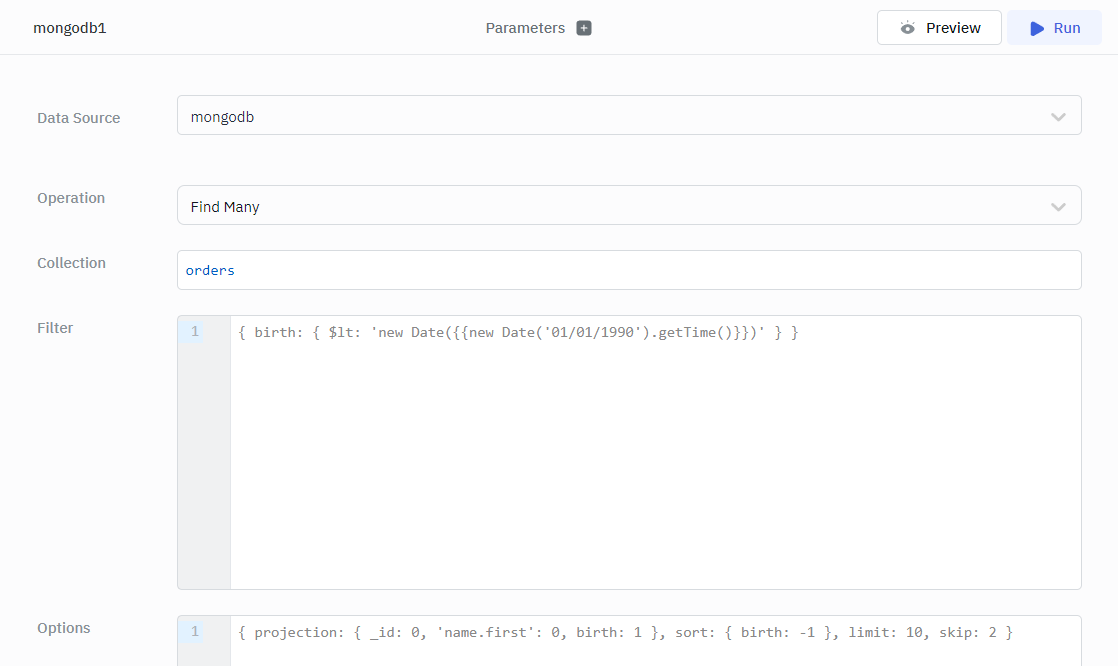 mongodb1
Parameters
Preview
Run
Data Source
mongodb
Operation
Find Many
Collection
orders
Filter
1
{ birth: { $lt: 'new Date({{new Date('01/01/1990').getTime()}})' } }
Options
1
{ projection: { _id: 0, 'name.first': 0, birth: 1 }, sort: { birth: -1 }, limit: 10, skip: 2 }